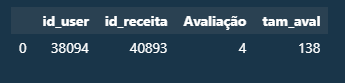 id_user id_receita Avaliação tam_aval
0 38094 40893 4 138